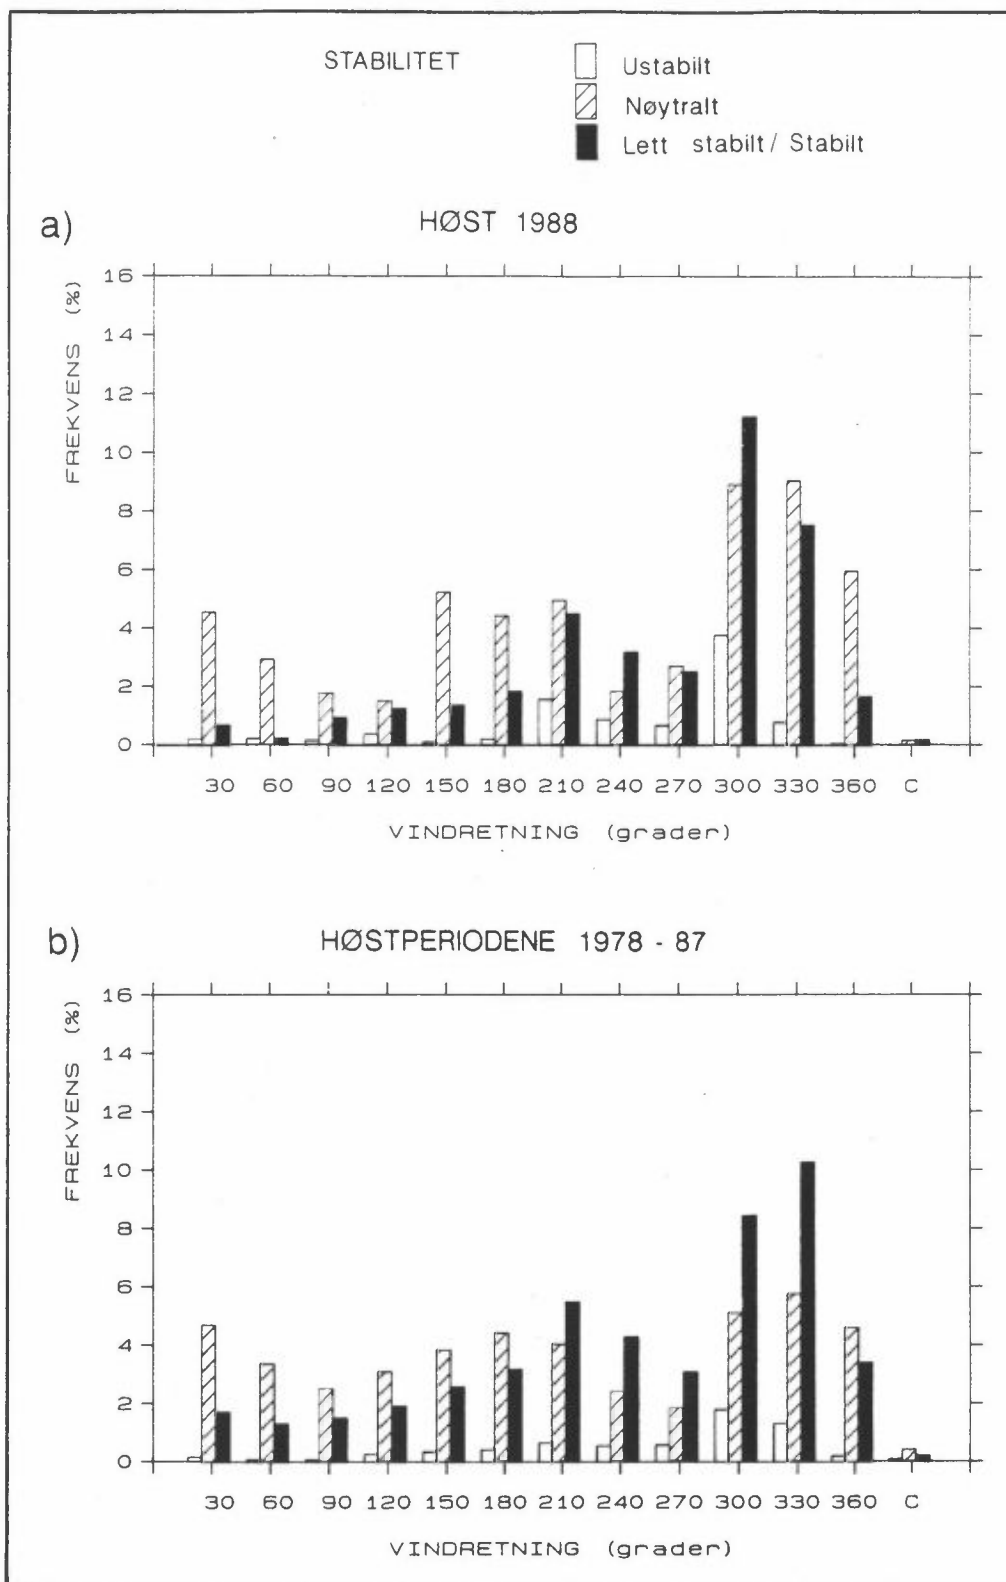 STABILITET
Ustabilt
Nøytralt
Lett stabilt / Stabilt
a)
HØST 1988
FREKVENS (%)
16
14
12
10
8
6
4
2
0
30 60 90 120 150 180 210 240 270 300 330 360 C
VINDRETNING (grader)
b)
HØSTPERIODENE 1978 - 87
FREKVENS (%)
16
14
12
10
8
6
4
2
0
30 60 90 120 150 180 210 240 270 300 330 360 C
VINDRETNING (grader)